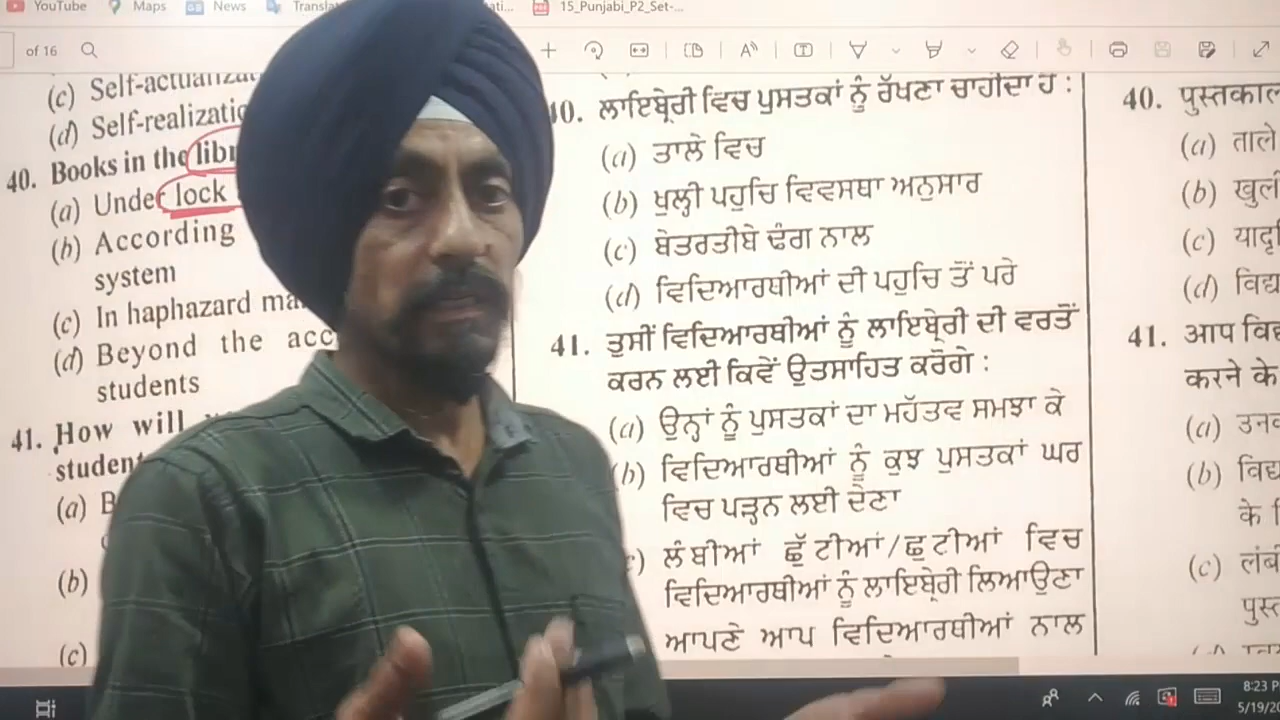 YouTube Maps News 15_Punjabi_P2_Set-...
of 16
(c)
(d) Self-realizatio
40. Books in the libr
(a) Under lock
(b) According
system
(c) In haphazard ma
(d) Beyond the acc
students
41. How will
student
(a)
(b)
(c)
40. ਲਾਇਬ੍ਰੇਰੀ ਵਿਚ ਪੁਸਤਕਾਂ ਨੂੰ ਰੱਖਣਾ ਚਾਹੀਦਾ ਹੈ :
(a) ਤਾਲੇ ਵਿਚ
(b) ਖੁਲ੍ਹੀ ਪਹੁਚਿ ਵਿਵਸਥਾ ਅਨੁਸਾਰ
(c) ਬੇਤਰਤੀਬੇ ਢੰਗ ਨਾਲ
(d) ਵਿਦਿਆਰਥੀਆਂ ਦੀ ਪਹੁਚਿ ਤੋਂ ਪਰੇ
41. ਤੁਸੀਂ ਵਿਦਿਆਰਥੀਆਂ ਨੂੰ ਲਾਇਬ੍ਰੇਰੀ ਦੀ ਵਰਤੋਂ
ਕਰਨ ਲਈ ਕਿਵੇਂ ਉਤਸਾਹਿਤ ਕਰੋਗੇ :
(a) ਉਨ੍ਹਾਂ ਨੂੰ ਪੁਸਤਕਾਂ ਦਾ ਮਹੱਤਵ ਸਮਝਾ ਕੇ
(b) ਵਿਦਿਆਰਥੀਆਂ ਨੂੰ ਕੁਝ ਪੁਸਤਕਾਂ ਘਰ
ਵਿਚ ਪੜ੍ਹਨ ਲਈ ਦੇਣਾ
ਲੰਬੀਆਂ ਛੁੱਟੀਆਂ/ਛੁਟੀਆਂ ਵਿਚ
ਵਿਦਿਆਰਥੀਆਂ ਨੂੰ ਲਾਇਬ੍ਰੇਰੀ ਲਿਆਉਣਾ
ਆਪਣੇ ਆਪ ਵਿਦਿਆਰਥੀਆਂ ਨਾਲ
40. पुस्तकाल
(a) ताले
(b) खुली
(c)
(d) विद्य
41. आप विद्य
करने के
(a) उनक
(b) विद्य
के
(c) लंबी
पुस्त
8:23 P
5/19/20